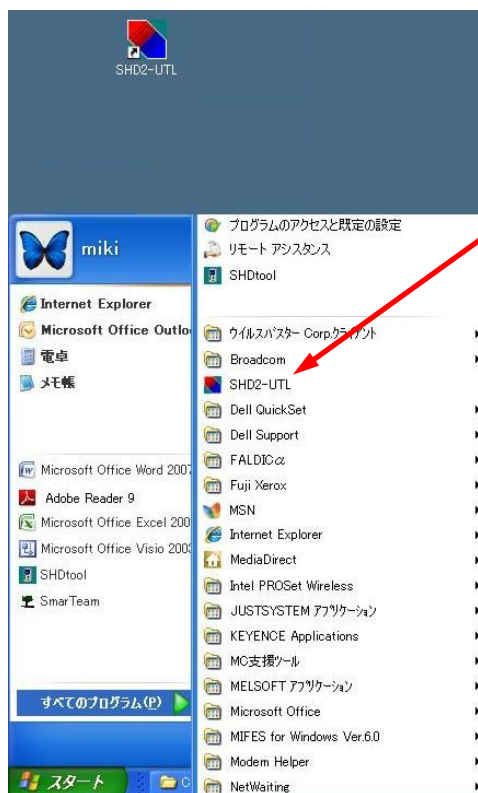 SHD2-UTL
miki
Internet Explorer
Microsoft Office Outlo
電卓
メモ帳
Microsoft Office Word 2007
Adobe Reader 9
Microsoft Office Excel 200
Microsoft Office Visio 2003
SHDtool
SmarTeam
すべてのプログラム(P)
スタート
C
プログラムのアクセスと既定の設定
リモート アシスタンス
SHDtool
ウイルスバスター Corp.クライアント
Broadcom
SHD2-UTL
Dell QuickSet
Dell Support
FALDICα
Fuji Xerox
MSN
Internet Explorer
MediaDirect
Intel PROSet Wireless
JUSTSYSTEM アプリケーション
KEYENCE Applications
MC支援ツール
MELSOFT アプリケーション
Microsoft Office
MIFES for Windows Ver.6.0
Modem Helper
NetWaiting